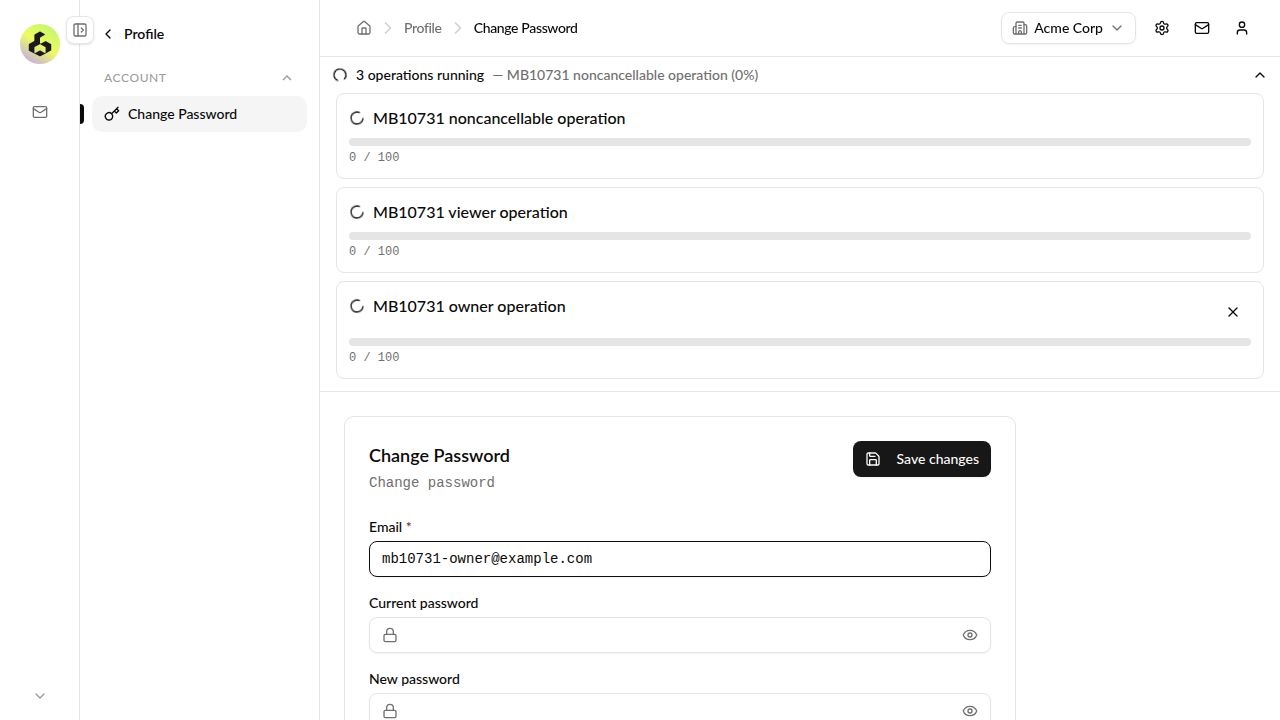 Profile
ACCOUNT
Change Password
Profile
Change Password
Acme Corp
3 operations running — MB10731 noncancellable operation (0%)
MB10731 noncancellable operation
0 / 100
MB10731 viewer operation
0 / 100
MB10731 owner operation
0 / 100
Change Password
Change password
Save changes
Email *
mb10731-owner@example.com
Current password
New password